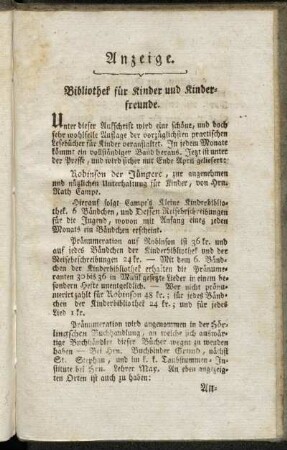 Anzeige.
Bibliothek für Kinder und Kinder-
freunde.
Unter dieser Aufschrift wird eine schöne, und doch
sehr wohlfeile Auflage der vorzüglichsten practischen
Lesebücher für Kinder veranstaltet. In jedem Monate
kommt ein vollständiger Band heraus. Jezt ist unter
der Presse, und wird sicher mit Ende April geliefert:
Robinson der Jüngere, zur angenehmen
und nüzlichen Unterhaltung für Kinder, von Hrn.
Rath Campe.
Hierauf folgt Campe's Kleine Kinderbiblio-
thek. 6 Bändchen, und Dessen Reisebeschreibungen
für die Jugend, wovon mit Anfang eines jeden
Monats ein Bändchen erscheint.
Pränumeration auf Robinson ist 36 kr. und
auf jedes Bändchen der Kinderbibliothek und der
Reisebeschreibungen 24 kr. — Mit dem 6. Bänd-
chen der Kinderbibliothek erhalten die Pränume-
ranten 30 bis 36 in Musik gesezte Lieder in einem be-
sondern Hefte unentgeldlich. — Wer nicht pränu-
merirt zahlt für Robinson 48 kr.; für jedes Bänd-
chen der Kinderbibliothek 24 kr.; und für jedes
Lied 1 kr.
Pränumeration wird angenommen in der Hör-
lingschen Buchhandlung, an welche sich auswär-
tige Buchhändler dieser Bücher wegen zu wenden
haben — Bei Hrn. Buchbinder Grund, nächst
St. Stephan, und im k. k. Taubstummen-In-
stitute bei Hrn. Lehrer May. An eben angezeig-
ten Orten ist auch zu haben: